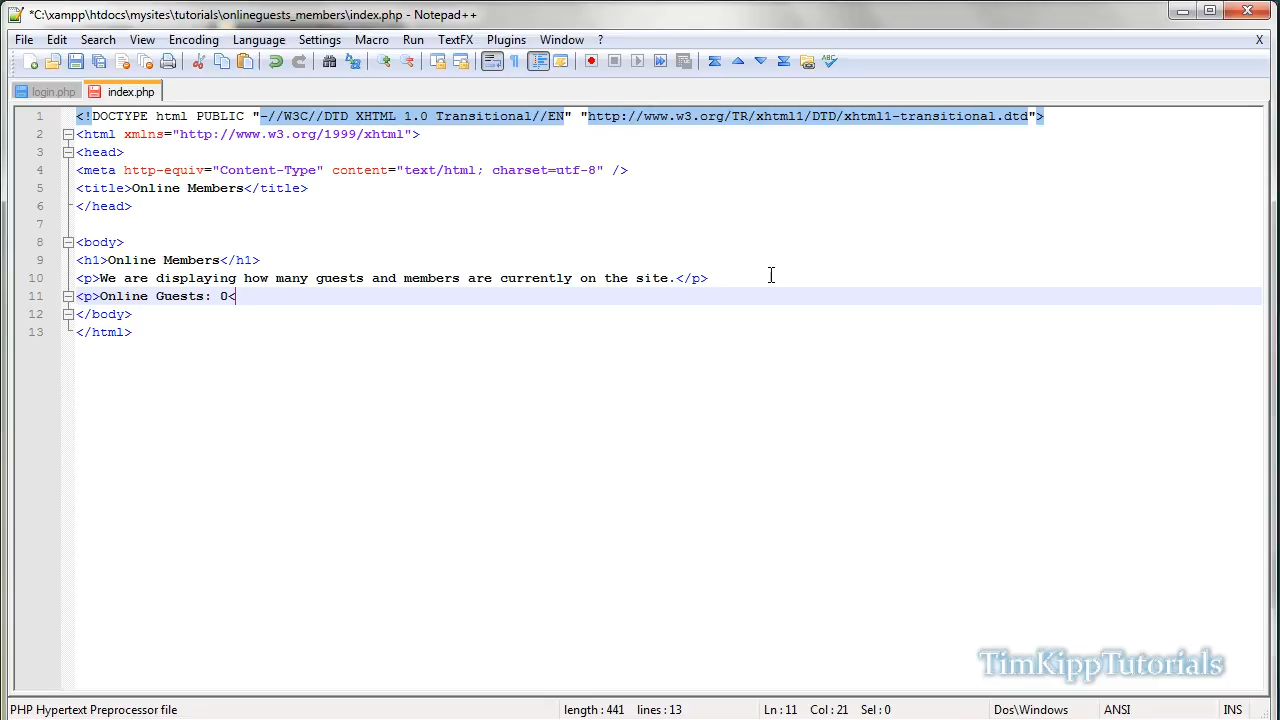 *C:\xampp\htdocs\mysites\tutorials\onlineguests_members\index.php - Notepad++
File Edit Search View Encoding Language Settings Macro Run TextFX Plugins Window ? X
login.php index.php
1 <!DOCTYPE html PUBLIC "-//W3C//DTD XHTML 1.0 Transitional//EN" "http://www.w3.org/TR/xhtml1/DTD/xhtml1-transitional.dtd">
2 <html xmlns="http://www.w3.org/1999/xhtml">
3 <head>
4 <meta http-equiv="Content-Type" content="text/html; charset=utf-8" />
5 <title>Online Members</title>
6 </head>
7
8 <body>
9 <h1>Online Members</h1>
10 <p>We are displaying how many guests and members are currently on the site.</p>
11 <p>Online Guests: 0<
12 </body>
13 </html>
TimKippTutorials
PHP Hypertext Preprocessor file length : 441 lines : 13 Ln : 11 Col : 21 Sel : 0 Dos\Windows ANSI INS